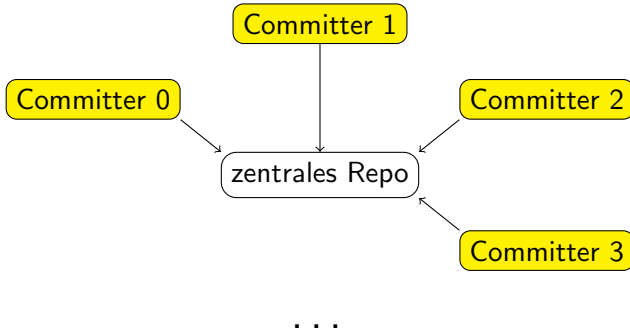 Committer 1
Committer 0
Committer 2
zentrales Repo
Committer 3
...